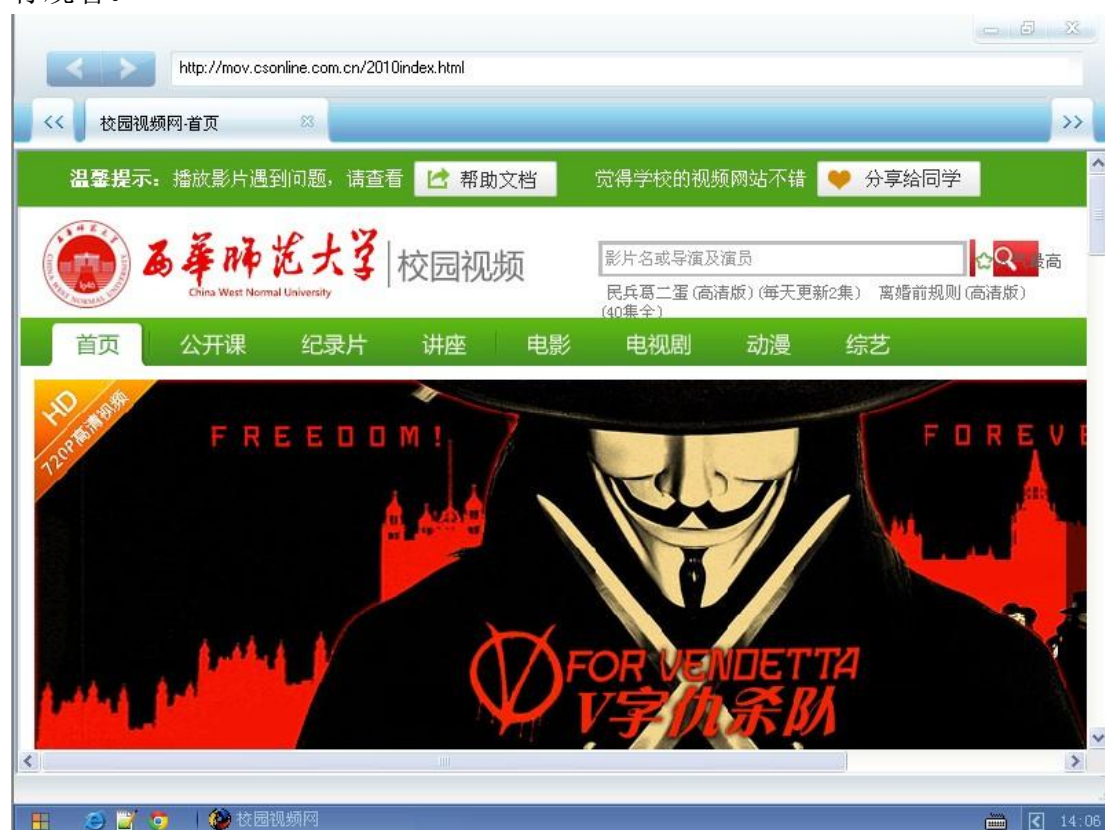 http://mov.csonline.com.cn/2010index.html
<<
校园视频网-首页
>>
温馨提示：播放影片遇到问题，请查看
帮助文档
觉得学校的视频网站不错
分享给同学
西华师范大学
China West Normal University
校园视频
影片名或导演及演员
最高
民兵葛二蛋(高清版)(每天更新2集) 离婚前规则(高清版)
(40集全)
首页 公开课 纪录片 讲座 电影 电视剧 动漫 综艺
HD
720P高清视频
FREEDOM!
FOREVE
V FOR VENDETTA
V字仇杀队
校园视频网
14:06